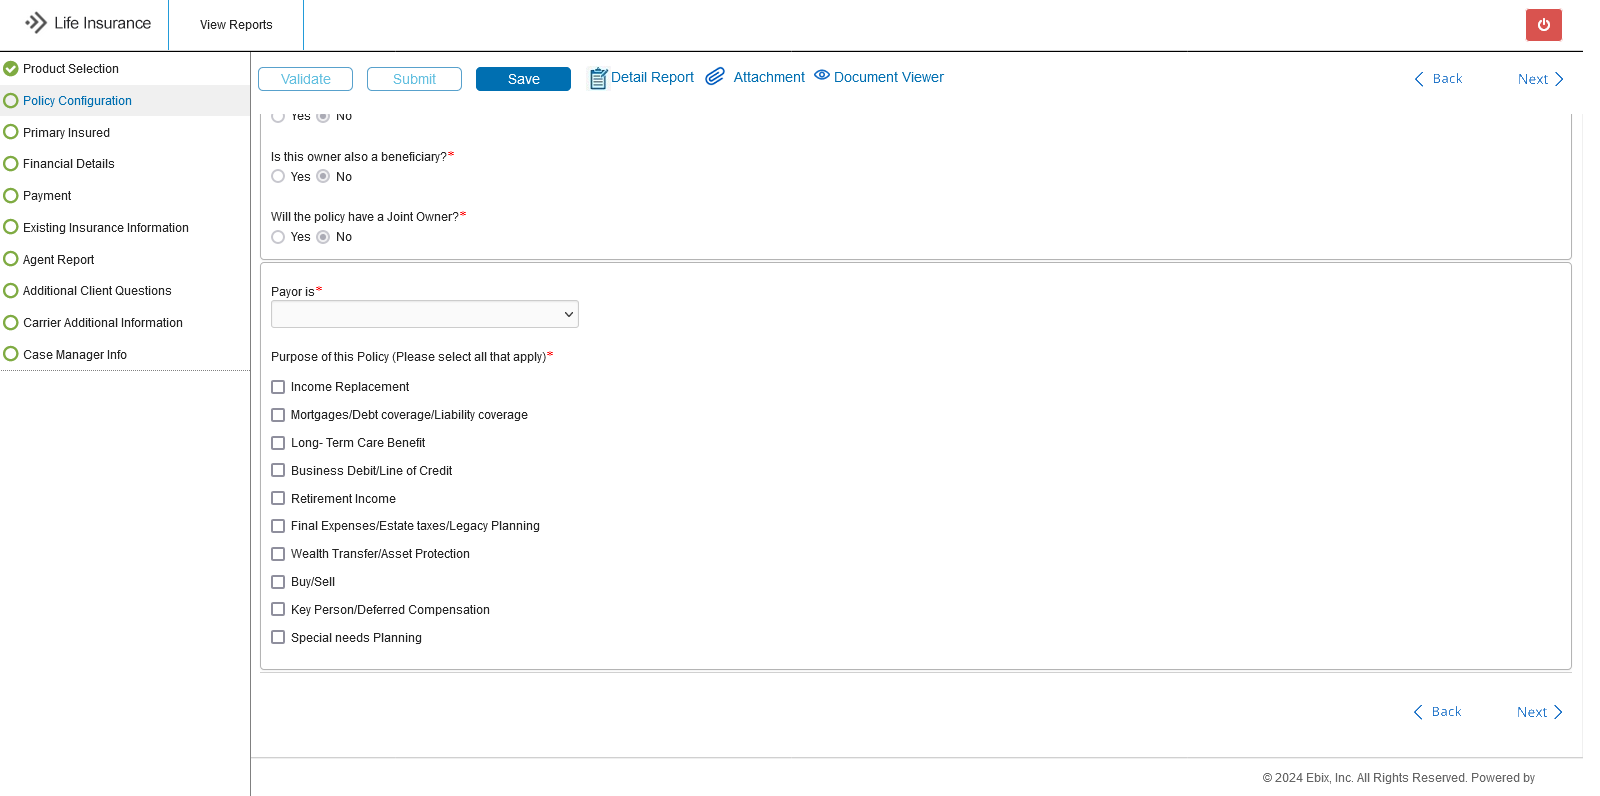 Life Insurance
View Reports
Product Selection
Policy Configuration
Primary Insured
Financial Details
Payment
Existing Insurance Information
Agent Report
Additional Client Questions
Carrier Additional Information
Case Manager Info
Validate
Submit
Save
Detail Report
Attachment
Document Viewer
Back
Next
Yes No
Is this owner also a beneficiary?*
Yes No
Will the policy have a Joint Owner?*
Yes No
Payor is*
Purpose of this Policy (Please select all that apply)*
Income Replacement
Mortgages/Debt coverage/Liability coverage
Long- Term Care Benefit
Business Debit/Line of Credit
Retirement Income
Final Expenses/Estate taxes/Legacy Planning
Wealth Transfer/Asset Protection
Buy/Sell
Key Person/Deferred Compensation
Special needs Planning
Back
Next
© 2024 Ebix, Inc. All Rights Reserved. Powered by